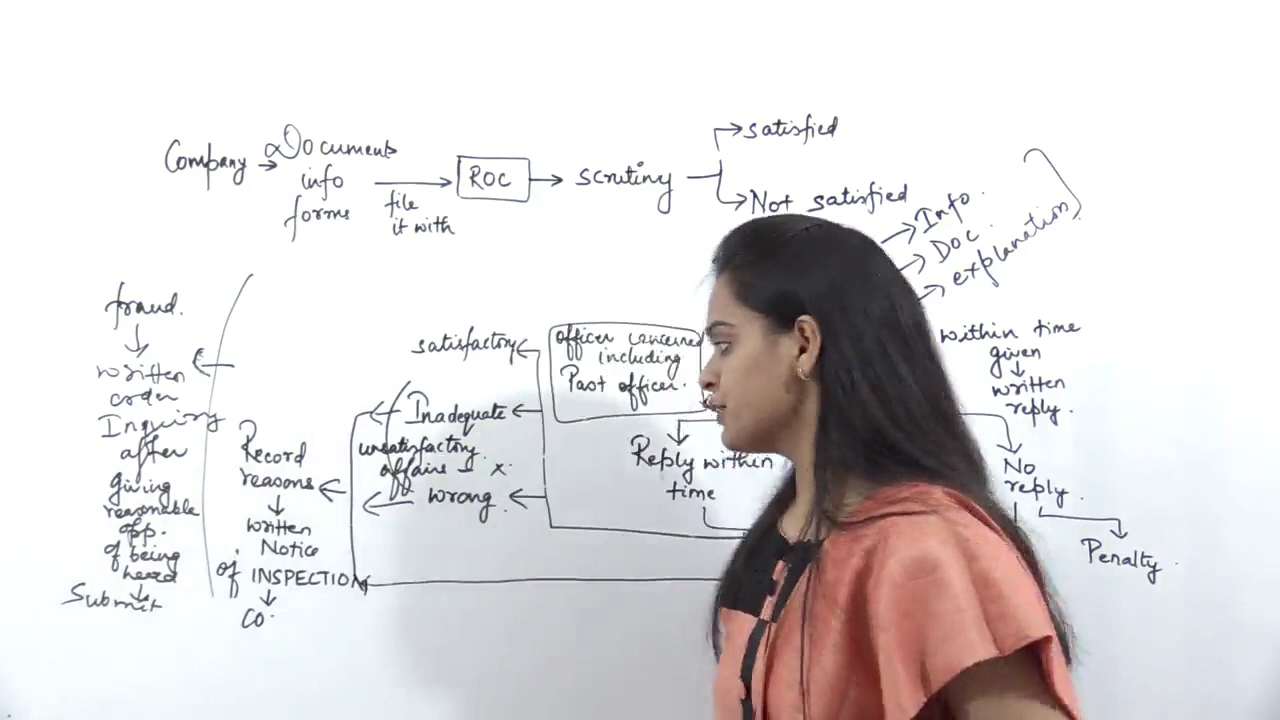 Company → Documents
info
forms
file
it with
ROC → scrutiny
satisfied
Not satisfied
Info.
Doc
explanation
fraud.
↓
written
order
Inquiry
after
giving
reasonable
opp.
of being
heard
↓
Submit
Record
reasons
↓
written
Notice
of INSPECTION
↓
Co.
satisfactory
Inadequate
unsatisfactory.
affairs - x.
wrong.
officer concerned
including
Past officer.
Reply within
time
within time
given
↓
written
reply.
No
reply.
Penalty.